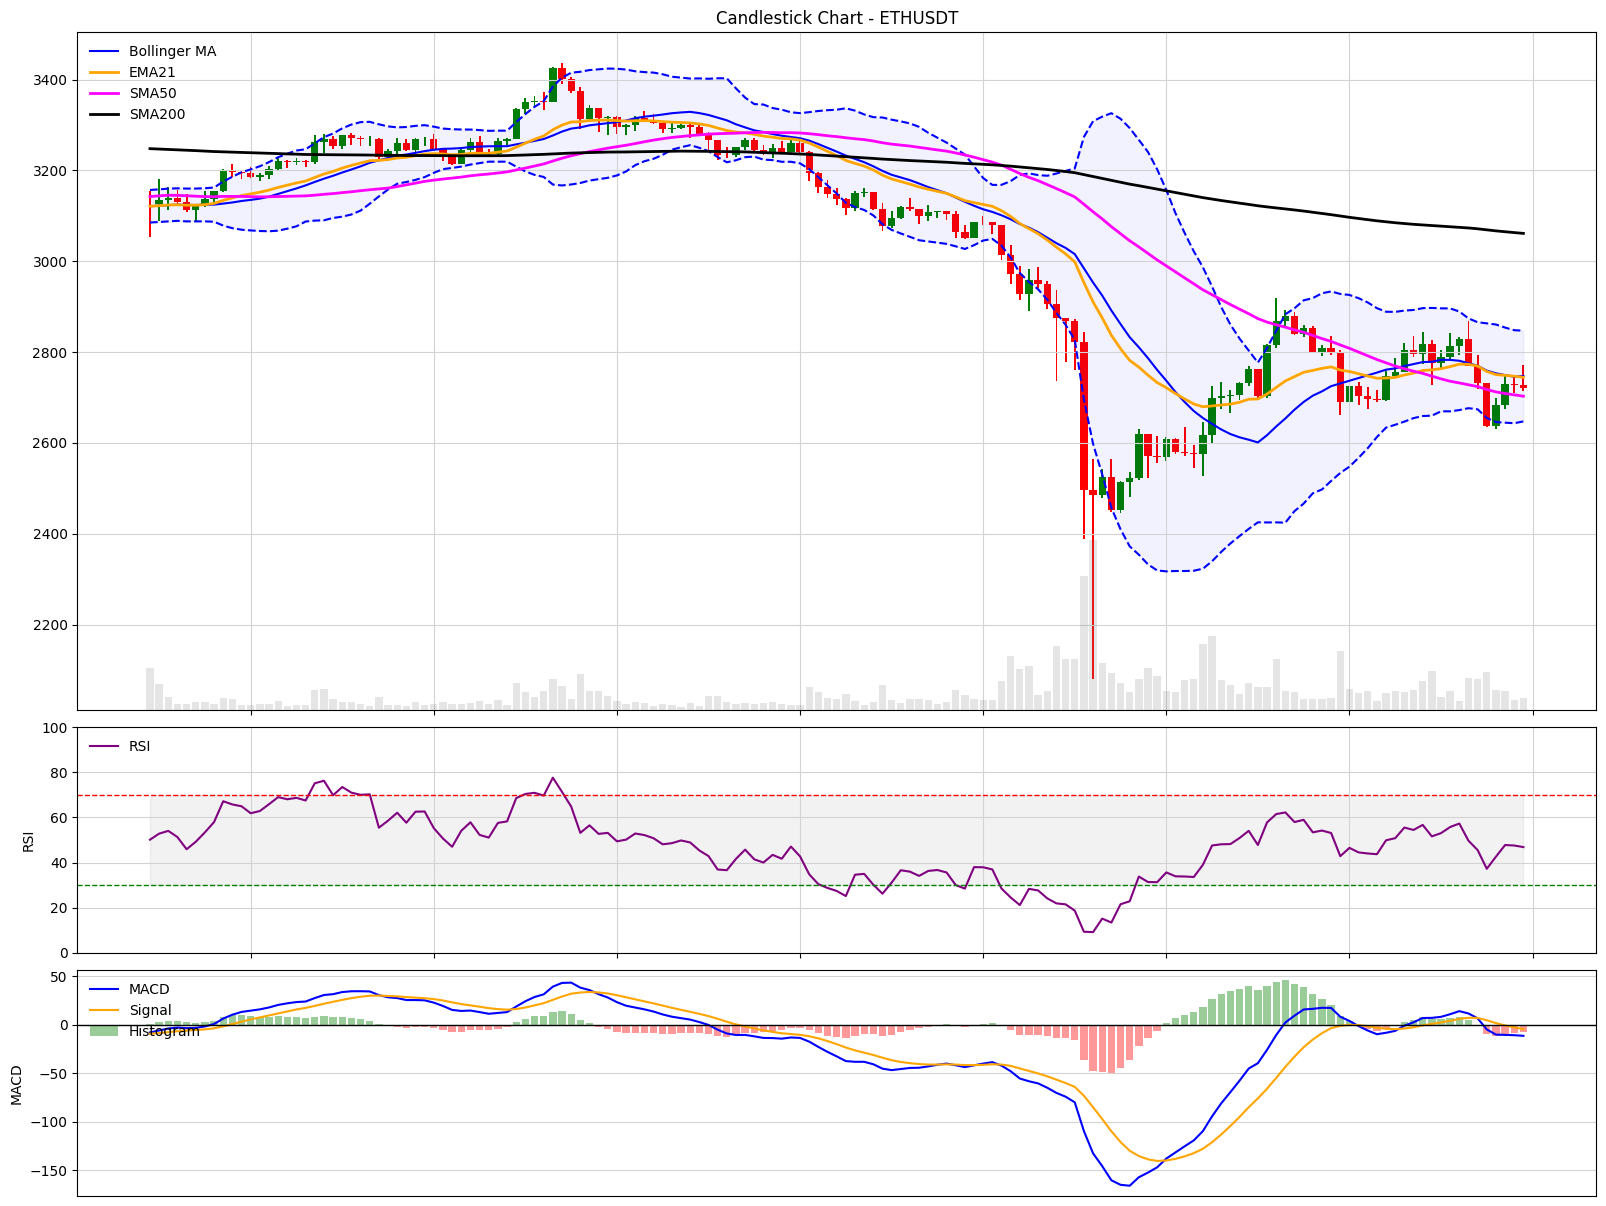 Candlestick Chart - ETHUSDT
Bollinger MA
EMA21
SMA50
SMA200
3400
3200
3000
2800
2600
2400
2200
100
80
60
40
20
0
RSI
RSI
50
0
−50
−100
−150
MACD
MACD
Signal
Histogram